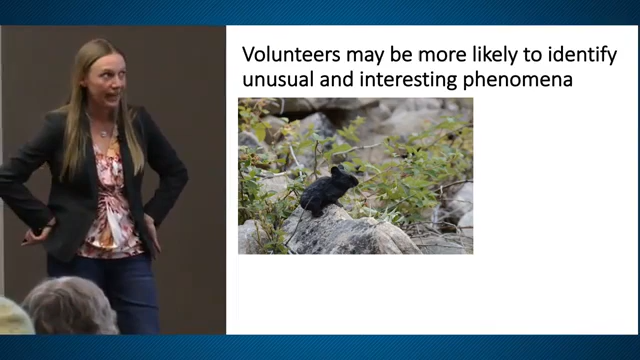 Volunteers may be more likely to identify
unusual and interesting phenomena